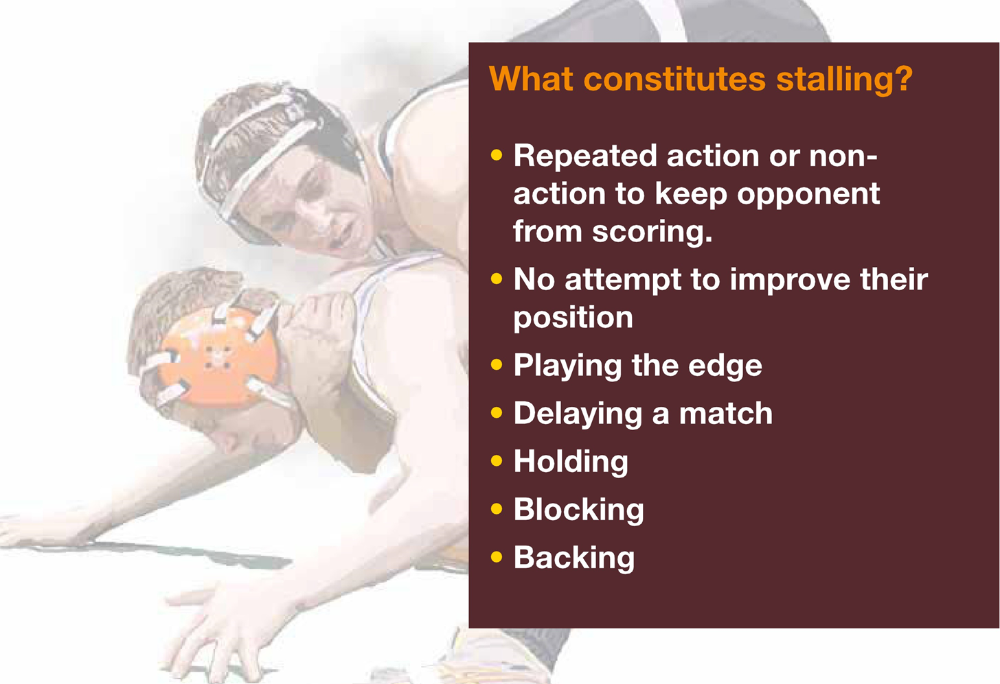 What constitutes stalling?
• Repeated action or non-
action to keep opponent
from scoring.
• No attempt to improve their
position
• Playing the edge
• Delaying a match
• Holding
• Blocking
• Backing